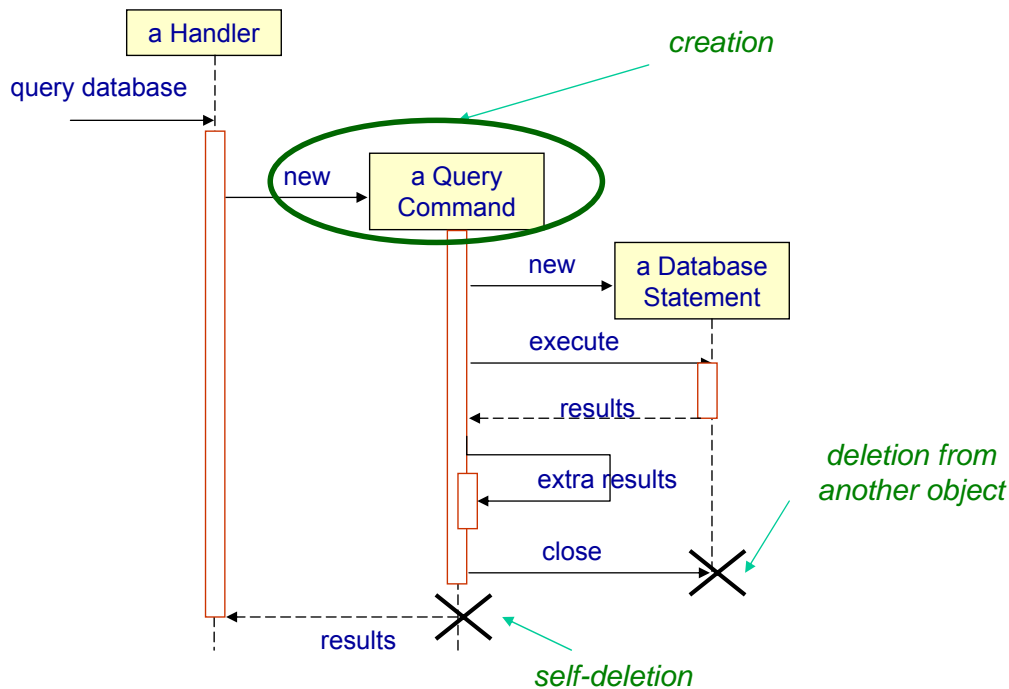 a Handler
creation
query database
new
a Query
Command
new
a Database
Statement
execute
results
extra results
deletion from
another object
close
results
self-deletion